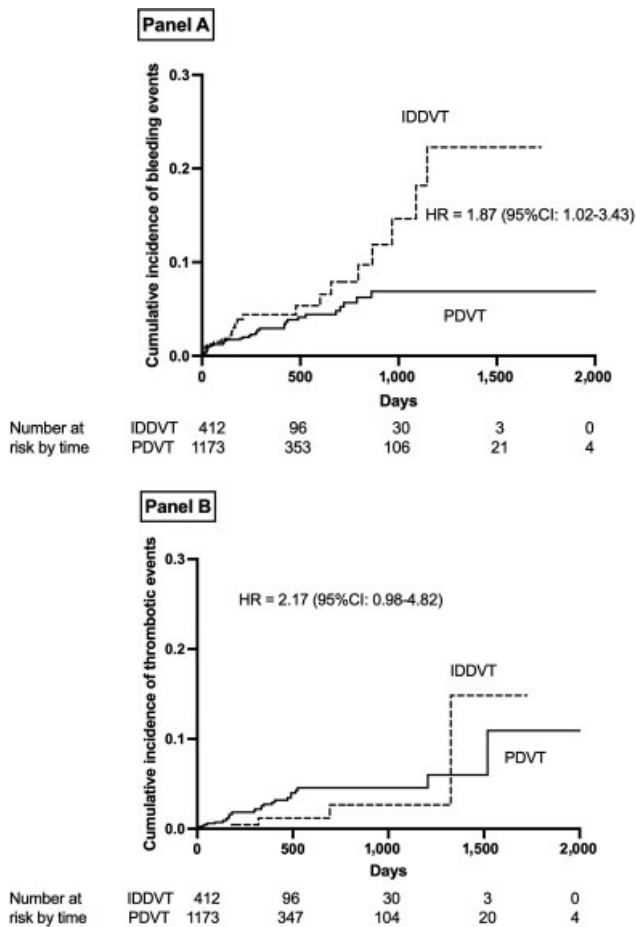 Panel A
Cumulative incidence of bleeding events
0.3
0.2
0.1
0.0
IDDVT
HR = 1.87 (95%CI: 1.02-3.43)
PDVT
0 500 1,000 1,500 2,000
Days
Number at IDDVT 412 96 30 3 0
risk by time PDVT 1173 353 106 21 4
Panel B
Cumulative incidence of thrombotic events
0.3
0.2
0.1
0.0
HR = 2.17 (95%CI: 0.98-4.82)
IDDVT
PDVT
0 500 1,000 1,500 2,000
Days
Number at IDDVT 412 96 30 3 0
risk by time PDVT 1173 347 104 20 4